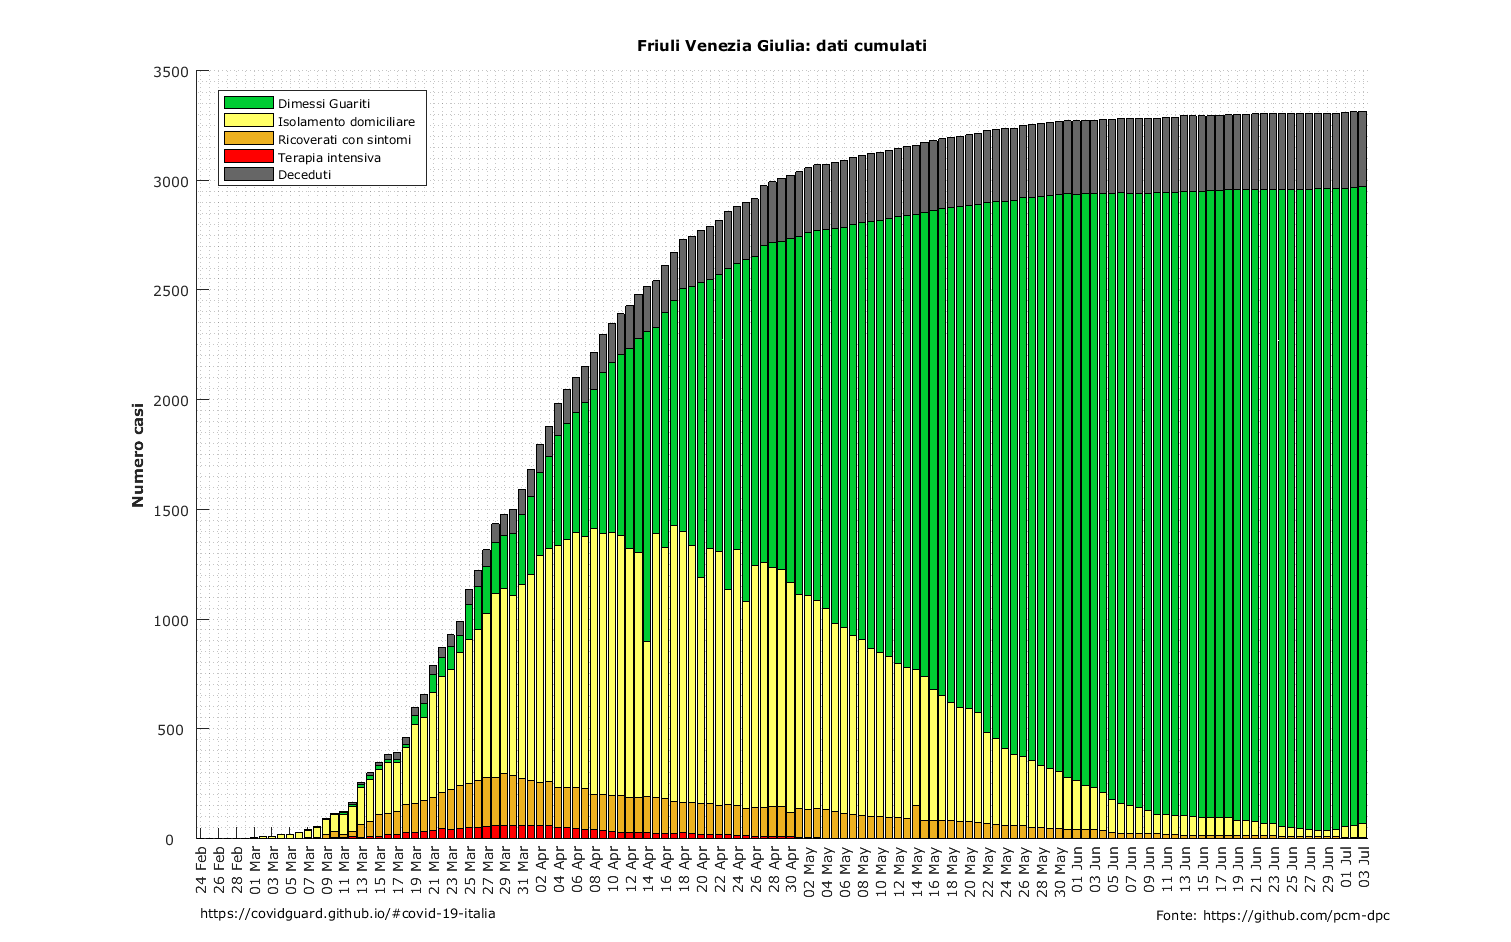 Friuli Venezia Giulia: dati cumulati
Numero casi
3500
3000
2500
2000
1500
1000
500
0
Dimessi Guariti
Isolamento domiciliare
Ricoverati con sintomi
Terapia intensiva
Deceduti
24 Feb
26 Feb
28 Feb
01 Mar
03 Mar
05 Mar
07 Mar
09 Mar
11 Mar
13 Mar
15 Mar
17 Mar
19 Mar
21 Mar
23 Mar
25 Mar
27 Mar
29 Mar
31 Mar
02 Apr
04 Apr
06 Apr
08 Apr
10 Apr
12 Apr
14 Apr
16 Apr
18 Apr
20 Apr
22 Apr
24 Apr
26 Apr
28 Apr
30 Apr
02 May
04 May
06 May
08 May
10 May
12 May
14 May
16 May
18 May
20 May
22 May
24 May
26 May
28 May
30 May
01 Jun
03 Jun
05 Jun
07 Jun
09 Jun
11 Jun
13 Jun
15 Jun
17 Jun
19 Jun
21 Jun
23 Jun
25 Jun
27 Jun
29 Jun
01 Jul
03 Jul
https://covidguard.github.io/#covid-19-italia
Fonte: https://github.com/pcm-dpc